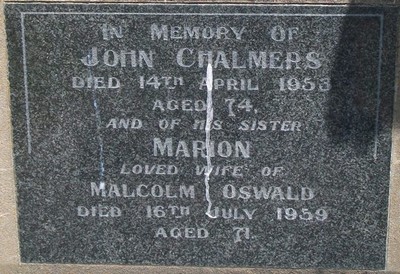 IN MEMORY OF
JOHN CHALMERS
DIED 14TH APRIL 1953
AGED 74,
AND OF HIS SISTER
MARION
LOVED WIFE OF
MALCOLM OSWALD
DIED 16TH JULY 1959
AGED 71.